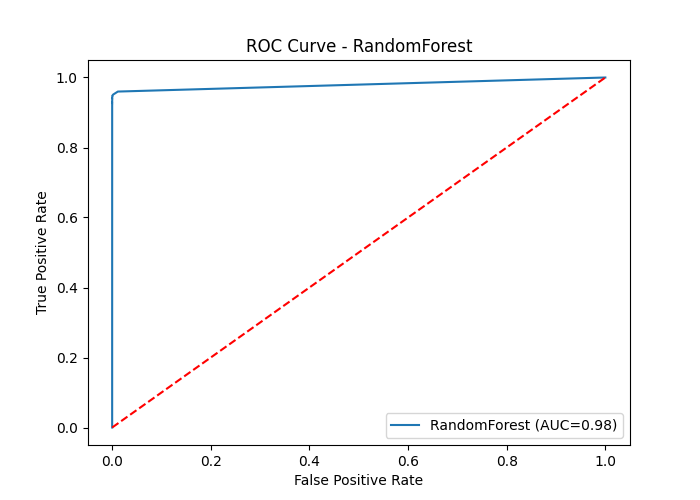 ROC Curve - RandomForest
True Positive Rate
1.0
0.8
0.6
0.4
0.2
0.0
RandomForest (AUC=0.98)
0.0 0.2 0.4 0.6 0.8 1.0
False Positive Rate